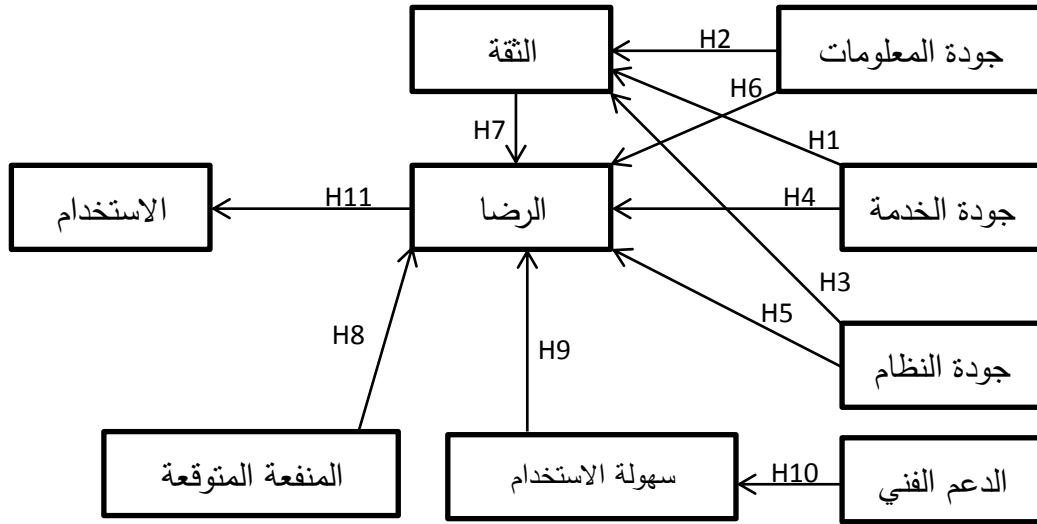 جودة المعلومات
H2
الثقة
H6
H7
H1
جودة الخدمة
H4
الرضا
H11
الاستخدام
H3
H5
جودة النظام
H9
H8
الدعم الفني
H10
سهولة الاستخدام
المنفعة المتوقعة